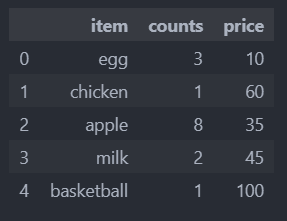 item counts price
0 egg 3 10
1 chicken 1 60
2 apple 8 35
3 milk 2 45
4 basketball 1 100